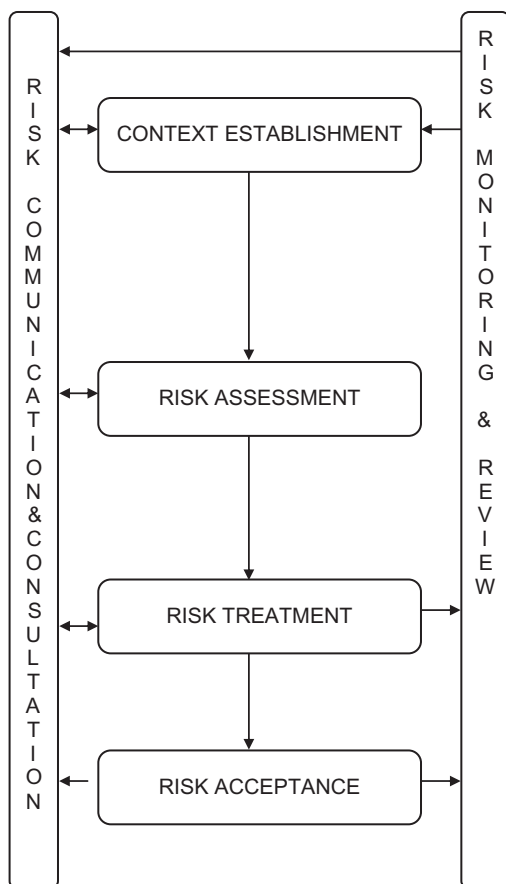 RISK COMMUNICATION&CONSULTATION
RISK MONITORING & REVIEW
CONTEXT ESTABLISHMENT
RISK ASSESSMENT
RISK TREATMENT
RISK ACCEPTANCE